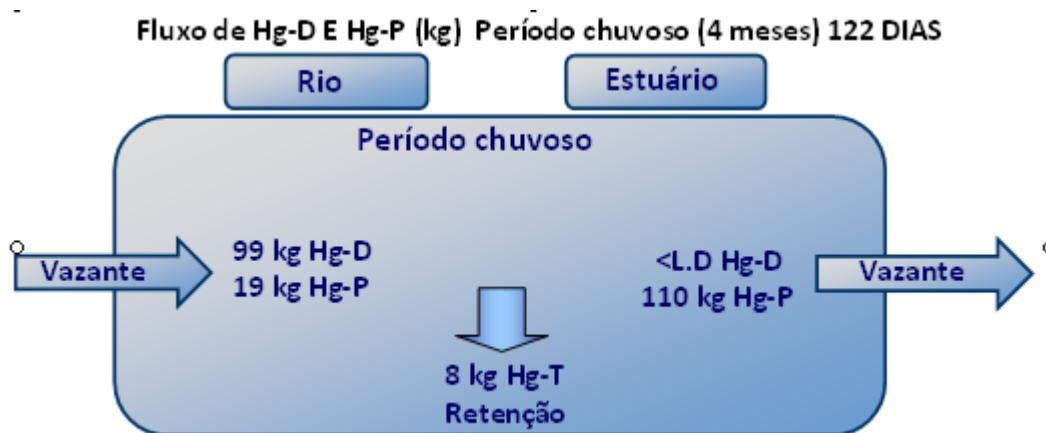 Fluxo de Hg-D E Hg-P (kg) Período chuvoso (4 meses) 122 DIAS
Rio
Estuário
Período chuvoso
Vazante
99 kg Hg-D
19 kg Hg-P
<L.D Hg-D
110 kg Hg-P
Vazante
8 kg Hg-T
Retenção